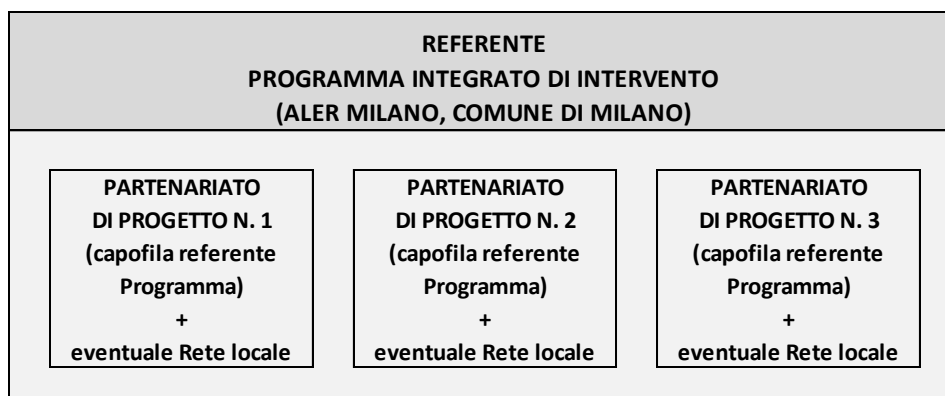 REFERENTE
PROGRAMMA INTEGRATO DI INTERVENTO
(ALER MILANO, COMUNE DI MILANO)
PARTENARIATO
DI PROGETTO N. 1
(capofila referente
Programma)
+
eventuale Rete locale
PARTENARIATO
DI PROGETTO N. 2
(capofila referente
Programma)
+
eventuale Rete locale
PARTENARIATO
DI PROGETTO N. 3
(capofila referente
Programma)
+
eventuale Rete locale